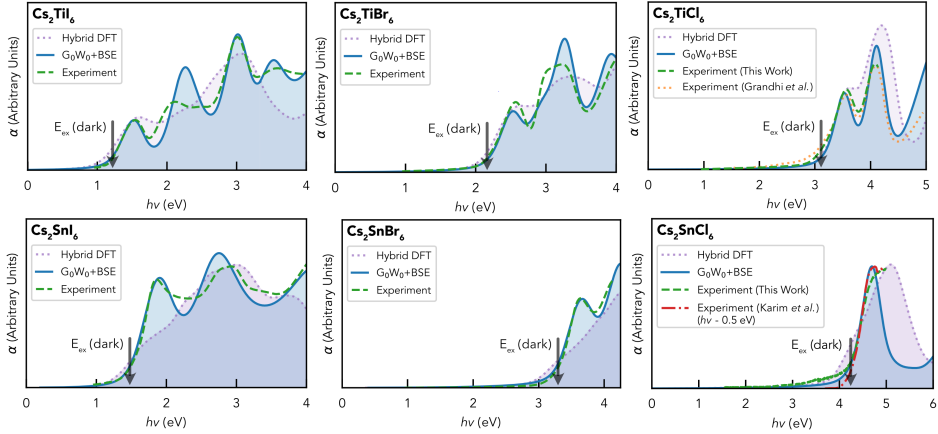 Cs₂TiI₆
Hybrid DFT
G₀W₀+BSE
Experiment
E_ex (dark)
α (Arbitrary Units)
0 1 2 3 4
hν (eV)
Cs₂TiBr₆
Hybrid DFT
G₀W₀+BSE
Experiment
E_ex (dark)
α (Arbitrary Units)
0 1 2 3 4
hν (eV)
Cs₂TiCl₆
Hybrid DFT
G₀W₀+BSE
Experiment (This Work)
Experiment (Grandhi et al.)
E_ex (dark)
α (Arbitrary Units)
0 1 2 3 4 5
hν (eV)
Cs₂SnI₆
Hybrid DFT
G₀W₀+BSE
Experiment
E_ex (dark)
α (Arbitrary Units)
0 1 2 3 4
hν (eV)
Cs₂SnBr₆
Hybrid DFT
G₀W₀+BSE
Experiment
E_ex (dark)
α (Arbitrary Units)
0 1 2 3 4
hν (eV)
Cs₂SnCl₆
Hybrid DFT
G₀W₀+BSE
Experiment (This Work)
Experiment (Karim et al.)
(hν - 0.5 eV)
E_ex (dark)
α (Arbitrary Units)
0 1 2 3 4 5 6
hν (eV)